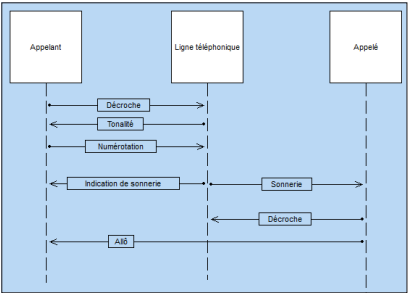 Appelant
Ligne téléphonique
Appelé
Décroche
Tonalité
Numérotation
Indication de sonnerie
Sonnerie
Décroche
Allô